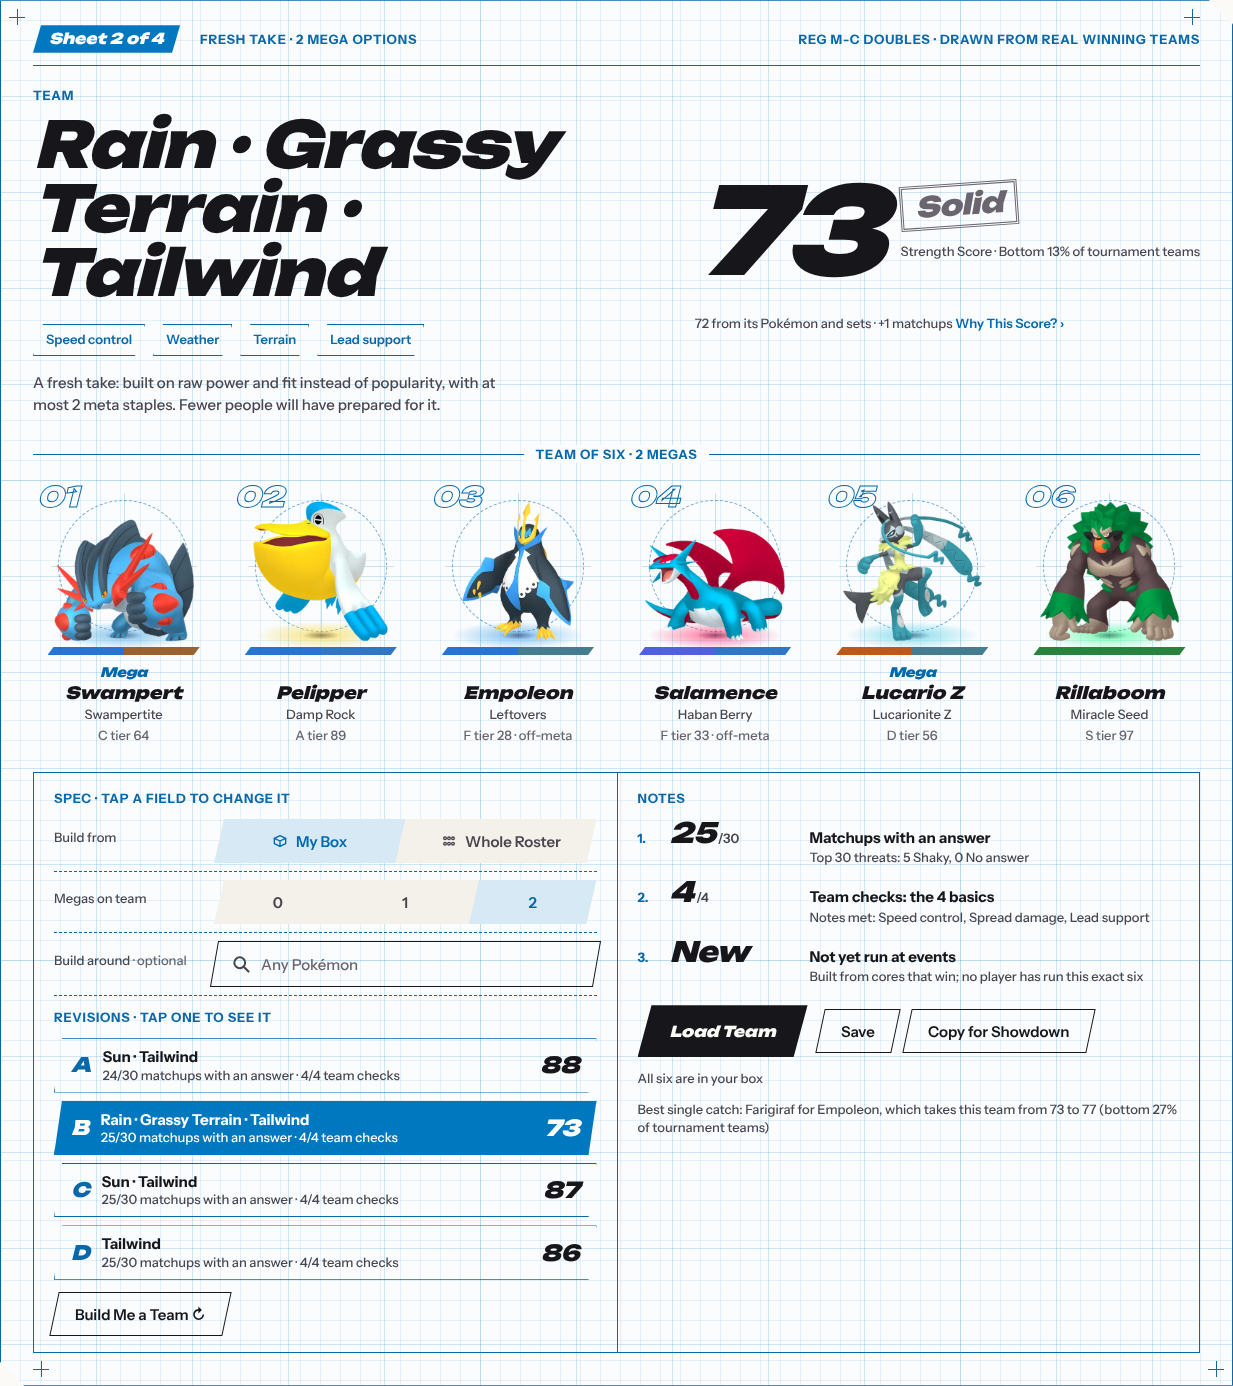 Sheet 2 of 4
FRESH TAKE · 2 MEGA OPTIONS
REG M-C DOUBLES · DRAWN FROM REAL WINNING TEAMS
TEAM
Rain · Grassy
Terrain ·
Tailwind
73
Solid
Strength Score · Bottom 13% of tournament teams
72 from its Pokémon and sets · +1 matchups Why This Score? ›
Speed control
Weather
Terrain
Lead support
A fresh take: built on raw power and fit instead of popularity, with at
most 2 meta staples. Fewer people will have prepared for it.
TEAM OF SIX · 2 MEGAS
01
Mega
Swampert
Swampertite
C tier 64
02
Pelipper
Damp Rock
A tier 89
03
Empoleon
Leftovers
F tier 28 · off-meta
04
Salamence
Haban Berry
F tier 33 · off-meta
05
Mega
Lucario Z
Lucarionite Z
D tier 56
06
Rillaboom
Miracle Seed
S tier 97
SPEC · TAP A FIELD TO CHANGE IT
Build from
My Box
Whole Roster
Megas on team
0
1
2
Build around · optional
Any Pokémon
REVISIONS · TAP ONE TO SEE IT
A
Sun · Tailwind
24/30 matchups with an answer · 4/4 team checks
88
B
Rain · Grassy Terrain · Tailwind
25/30 matchups with an answer · 4/4 team checks
73
C
Sun · Tailwind
25/30 matchups with an answer · 4/4 team checks
87
D
Tailwind
25/30 matchups with an answer · 4/4 team checks
86
Build Me a Team ↻
NOTES
1.
25/30
Matchups with an answer
Top 30 threats: 5 Shaky, 0 No answer
2.
4/4
Team checks: the 4 basics
Notes met: Speed control, Spread damage, Lead support
3.
New
Not yet run at events
Built from cores that win; no player has run this exact six
Load Team
Save
Copy for Showdown
All six are in your box
Best single catch: Farigiraf for Empoleon, which takes this team from 73 to 77 (bottom 27%
of tournament teams)